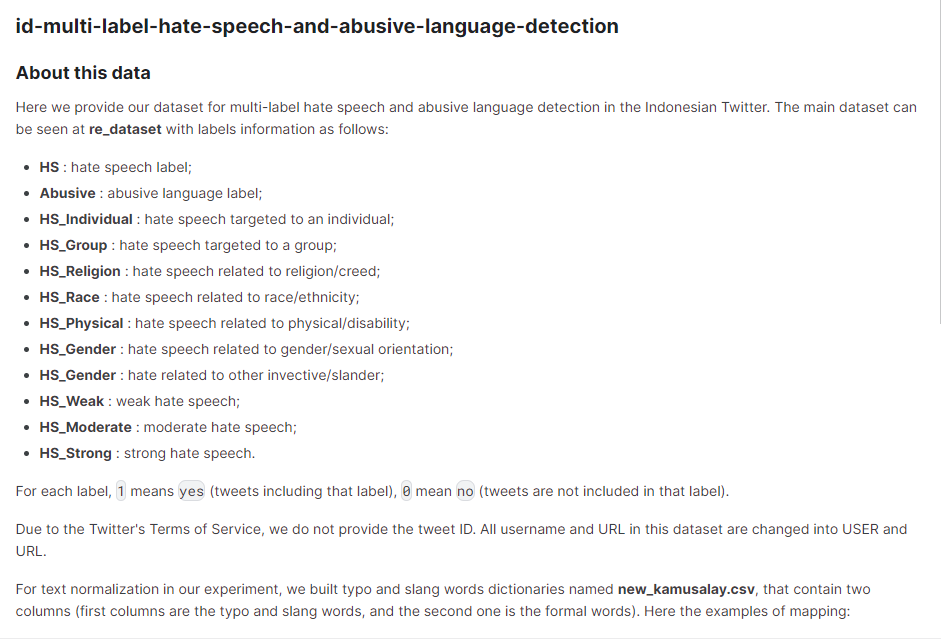 id-multi-label-hate-speech-and-abusive-language-detection
About this data
Here we provide our dataset for multi-label hate speech and abusive language detection in the Indonesian Twitter. The main dataset can
be seen at re_dataset with labels information as follows:
• HS : hate speech label;
• Abusive : abusive language label;
• HS_Individual : hate speech targeted to an individual;
• HS_Group : hate speech targeted to a group;
• HS_Religion : hate speech related to religion/creed;
• HS_Race : hate speech related to race/ethnicity;
• HS_Physical : hate speech related to physical/disability;
• HS_Gender : hate speech related to gender/sexual orientation;
• HS_Gender : hate related to other invective/slander;
• HS_Weak : weak hate speech;
• HS_Moderate : moderate hate speech;
• HS_Strong : strong hate speech.
For each label, 1 means yes (tweets including that label), 0 mean no (tweets are not included in that label).
Due to the Twitter's Terms of Service, we do not provide the tweet ID. All username and URL in this dataset are changed into USER and
URL.
For text normalization in our experiment, we built typo and slang words dictionaries named new_kamusalay.csv, that contain two
columns (first columns are the typo and slang words, and the second one is the formal words). Here the examples of mapping: